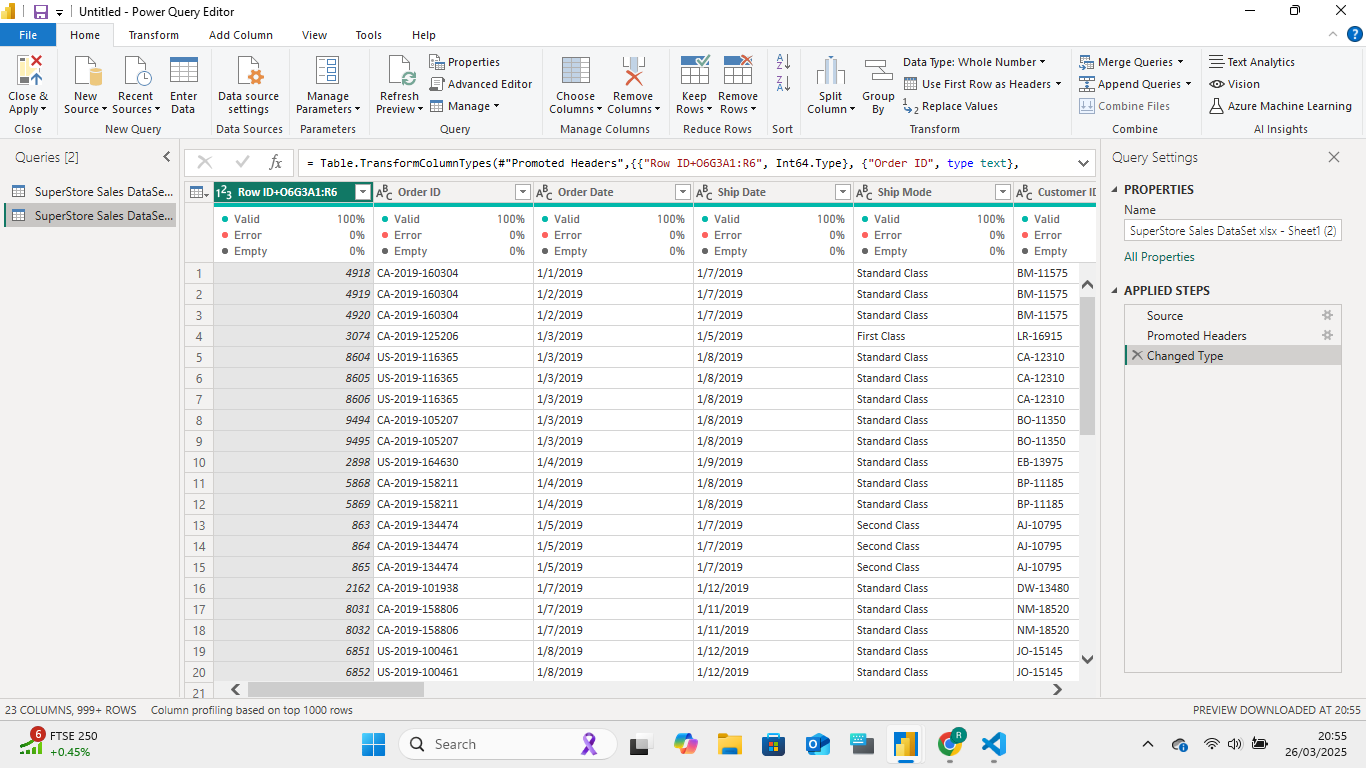 Untitled - Power Query Editor
File Home Transform Add Column View Tools Help
Close & Apply
Close
New Source
Recent Sources
Enter Data
New Query
Data source settings
Data Sources
Manage Parameters
Parameters
Refresh Preview
Properties
Advanced Editor
Manage
Query
Choose Columns
Remove Columns
Manage Columns
Keep Rows
Remove Rows
Reduce Rows
A
Z
Z
A
Sort
Split Column
Group By
Data Type: Whole Number
Use First Row as Headers
1
2
Replace Values
Transform
Merge Queries
Append Queries
Combine Files
Combine
Text Analytics
Vision
Azure Machine Learning
AI Insights
?
Queries [2]
SuperStore Sales DataSe...
SuperStore Sales DataSe...
fx
= Table.TransformColumnTypes(#"Promoted Headers",{{"Row ID+O6G3A1:R6", Int64.Type}, {"Order ID", type text},
123 Row ID+O6G3A1:R6 ABC Order ID ABC Order Date ABC Ship Date ABC Ship Mode ABC Customer ID
Valid 100% Valid 100% Valid 100% Valid 100% Valid 100% Valid
Error 0% Error 0% Error 0% Error 0% Error 0% Error
Empty 0% Empty 0% Empty 0% Empty 0% Empty 0% Empty
1 4918 CA-2019-160304 1/1/2019 1/7/2019 Standard Class BM-11575
2 4919 CA-2019-160304 1/2/2019 1/7/2019 Standard Class BM-11575
3 4920 CA-2019-160304 1/2/2019 1/7/2019 Standard Class BM-11575
4 3074 CA-2019-125206 1/3/2019 1/5/2019 First Class LR-16915
5 8604 US-2019-116365 1/3/2019 1/8/2019 Standard Class CA-12310
6 8605 US-2019-116365 1/3/2019 1/8/2019 Standard Class CA-12310
7 8606 US-2019-116365 1/3/2019 1/8/2019 Standard Class CA-12310
8 9494 CA-2019-105207 1/3/2019 1/8/2019 Standard Class BO-11350
9 9495 CA-2019-105207 1/3/2019 1/8/2019 Standard Class BO-11350
10 2898 US-2019-164630 1/4/2019 1/9/2019 Standard Class EB-13975
11 5868 CA-2019-158211 1/4/2019 1/8/2019 Standard Class BP-11185
12 5869 CA-2019-158211 1/4/2019 1/8/2019 Standard Class BP-11185
13 863 CA-2019-134474 1/5/2019 1/7/2019 Second Class AJ-10795
14 864 CA-2019-134474 1/5/2019 1/7/2019 Second Class AJ-10795
15 865 CA-2019-134474 1/5/2019 1/7/2019 Second Class AJ-10795
16 2162 CA-2019-101938 1/7/2019 1/12/2019 Standard Class DW-13480
17 8031 CA-2019-158806 1/7/2019 1/11/2019 Standard Class NM-18520
18 8032 CA-2019-158806 1/7/2019 1/11/2019 Standard Class NM-18520
19 6851 US-2019-100461 1/8/2019 1/12/2019 Standard Class JO-15145
20 6852 US-2019-100461 1/8/2019 1/12/2019 Standard Class JO-15145
21
Query Settings
PROPERTIES
Name
SuperStore Sales DataSet xlsx - Sheet1 (2)
All Properties
APPLIED STEPS
Source
Promoted Headers
Changed Type
23 COLUMNS, 999+ ROWS Column profiling based on top 1000 rows PREVIEW DOWNLOADED AT 20:55
6
FTSE 250
+0.45%
Search
R
20:55
26/03/2025